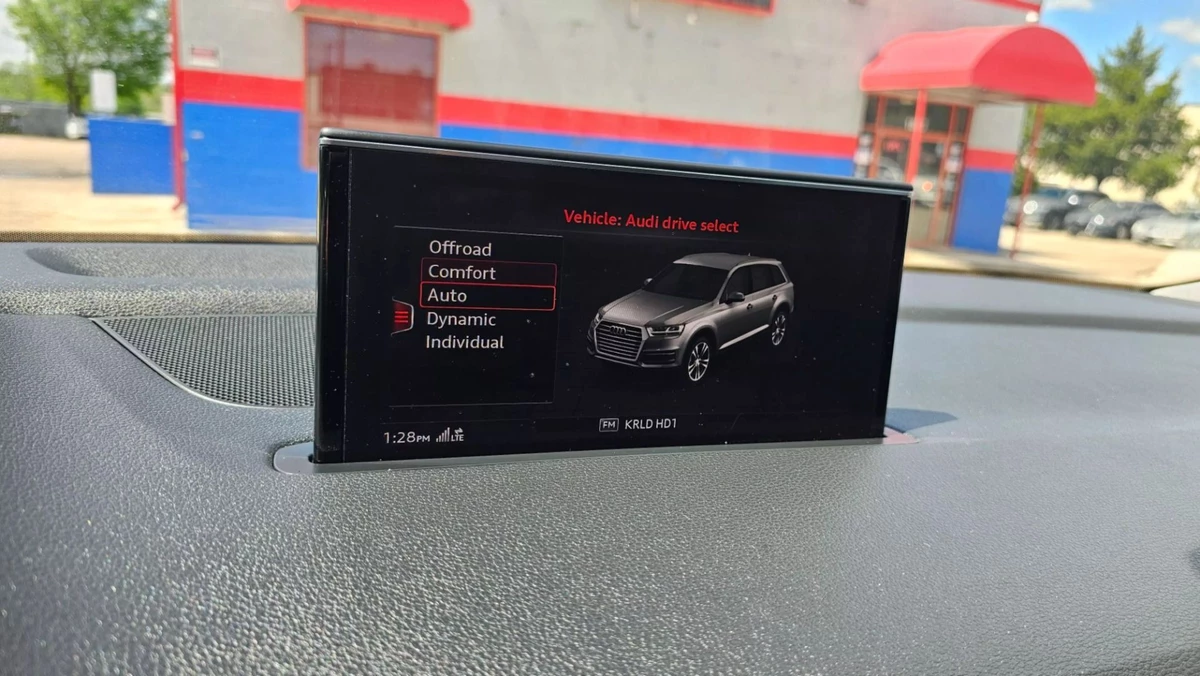 Vehicle: Audi drive select
Offroad
Comfort
Auto
Dynamic
Individual
1:28PM LTE
FM KRLD HD1